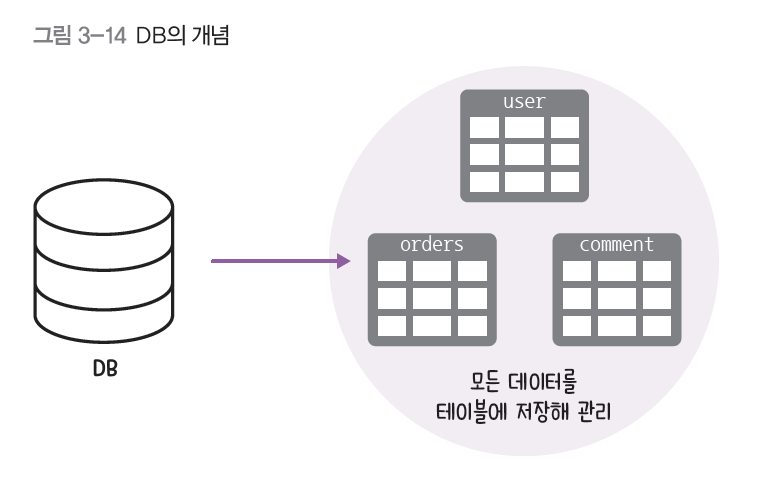 그림 3-14 DB의 개념
user
orders
comment
DB
모든 데이터를
테이블에 저장해 관리